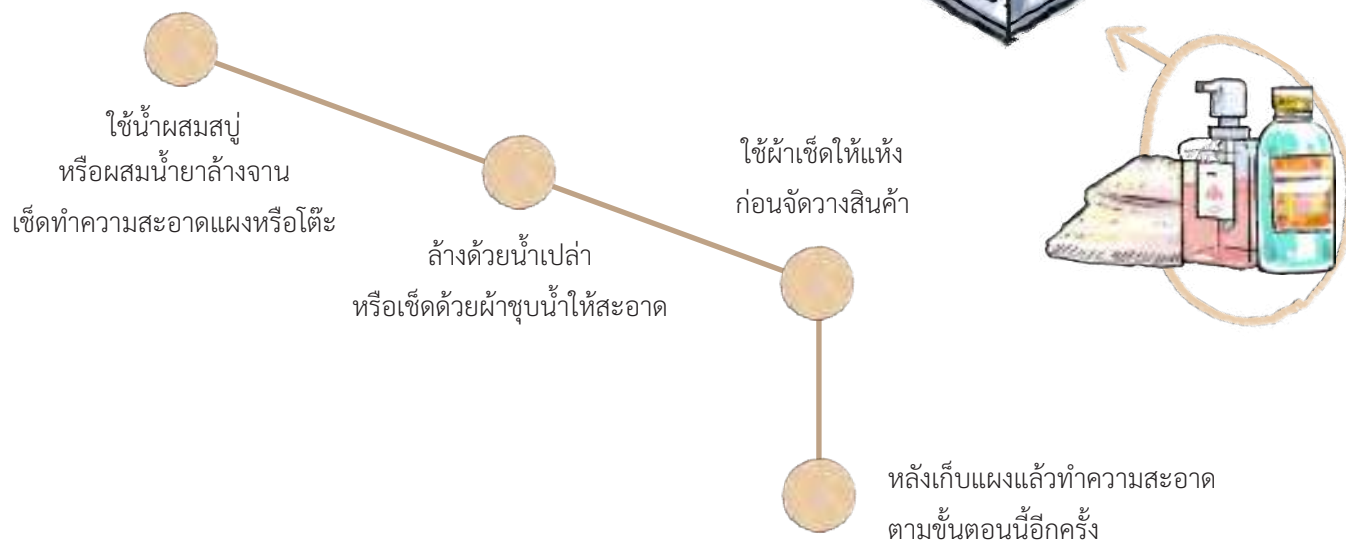 ใช้น้ำผสมสบู่
หรือผสมน้ำยาล้างจาน
เช็ดทำความสะอาดแผงหรือโต๊ะ
ล้างด้วยน้ำเปล่า
หรือเช็ดด้วยผ้าชุบน้ำให้สะอาด
ใช้ผ้าเช็ดให้แห้ง
ก่อนจัดวางสินค้า
หลังเก็บแผงแล้วทำความสะอาด
ตามขั้นตอนนี้อีกครั้ง